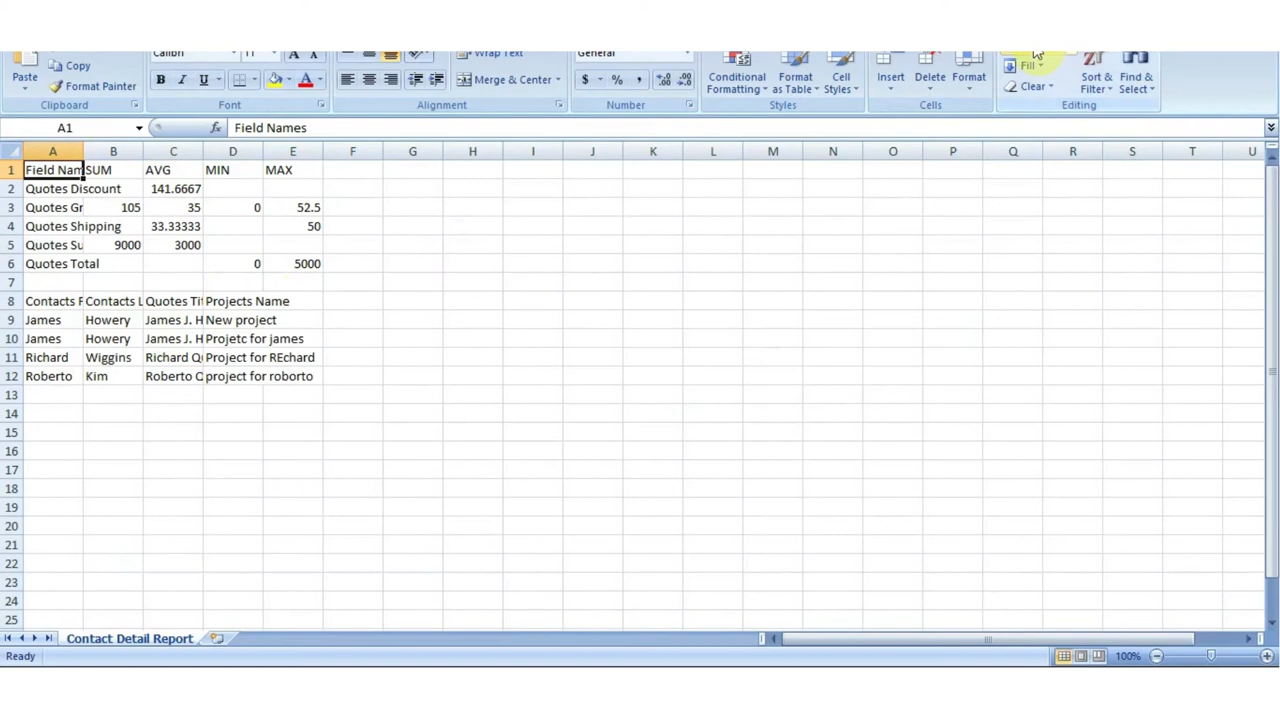 Calibri 11 A A Wrap Text General
Paste Copy Format Painter B I U A Merge & Center $ % , .0 .00 .00 .0 Conditional Formatting Format as Table Cell Styles Insert Delete Format Fill Clear Sort & Filter Find & Select
Clipboard Font Alignment Number Styles Cells Editing
A1 fx Field Names
A B C D E F G H I J K L M N O P Q R S T U
1 Field Nam SUM AVG MIN MAX
2 Quotes Discount 141.6667
3 Quotes Gr 105 35 0 52.5
4 Quotes Shipping 33.33333 50
5 Quotes Su 9000 3000
6 Quotes Total 0 5000
7
8 Contacts F Contacts L Quotes Tit Projects Name
9 James Howery James J. H New project
10 James Howery James J. H Projetc for james
11 Richard Wiggins Richard Qu Project for REchard
12 Roberto Kim Roberto Q project for roborto
13
14
15
16
17
18
19
20
21
22
23
24
25
Contact Detail Report
Ready 100%